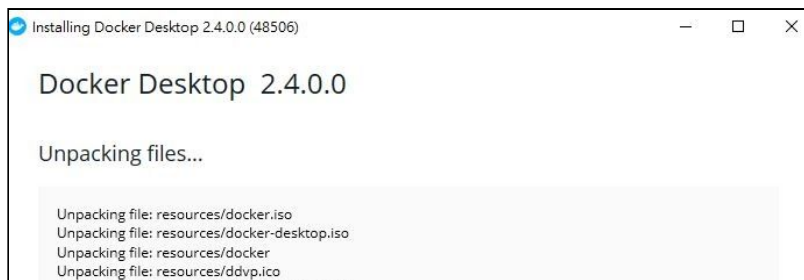 Installing Docker Desktop 2.4.0.0 (48506)
Docker Desktop 2.4.0.0
Unpacking files...
Unpacking file: resources/docker.iso
Unpacking file: resources/docker-desktop.iso
Unpacking file: resources/docker
Unpacking file: resources/ddvp.ico